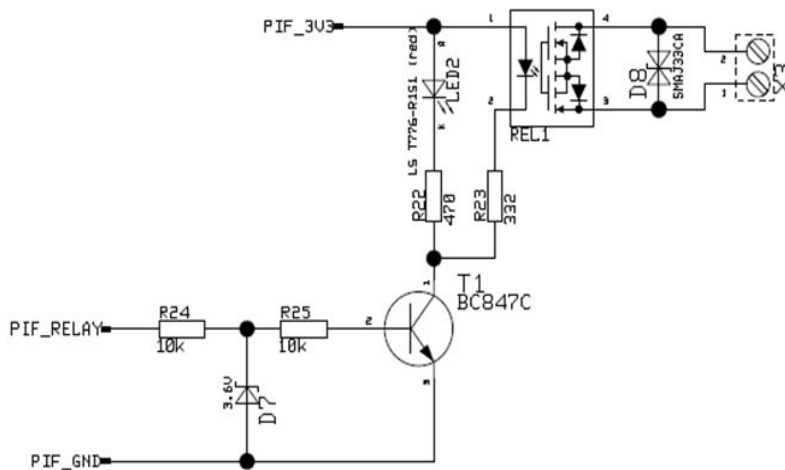 PIF_3V3
LS T776-R1S1 (red)
A
LED2
K
1
2
4
3
REL1
D8
SMAJ33CA
2
1
X3
R22
470
R23
332
1
T1
BC847C
2
3
PIF_RELAY
R24
10k
R25
10k
3.6V
D7
PIF_GND